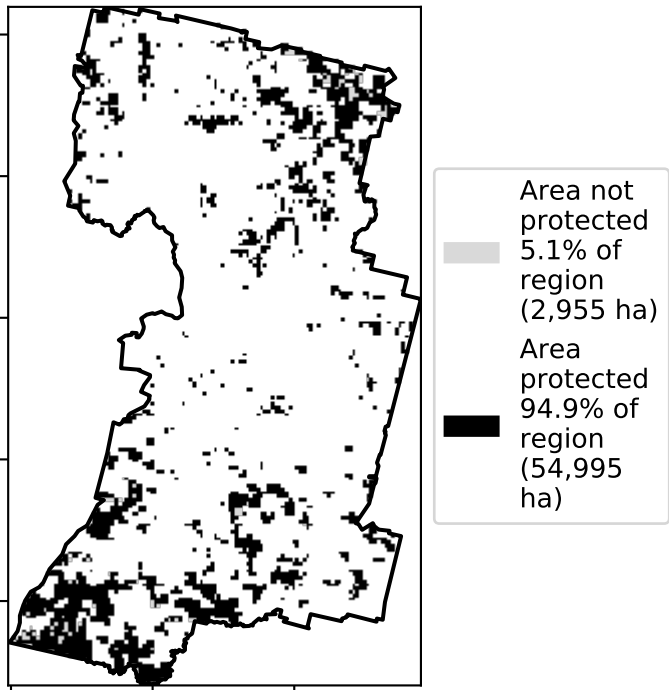 Area not
protected
5.1% of
region
(2,955 ha)
Area
protected
94.9% of
region
(54,995
ha)